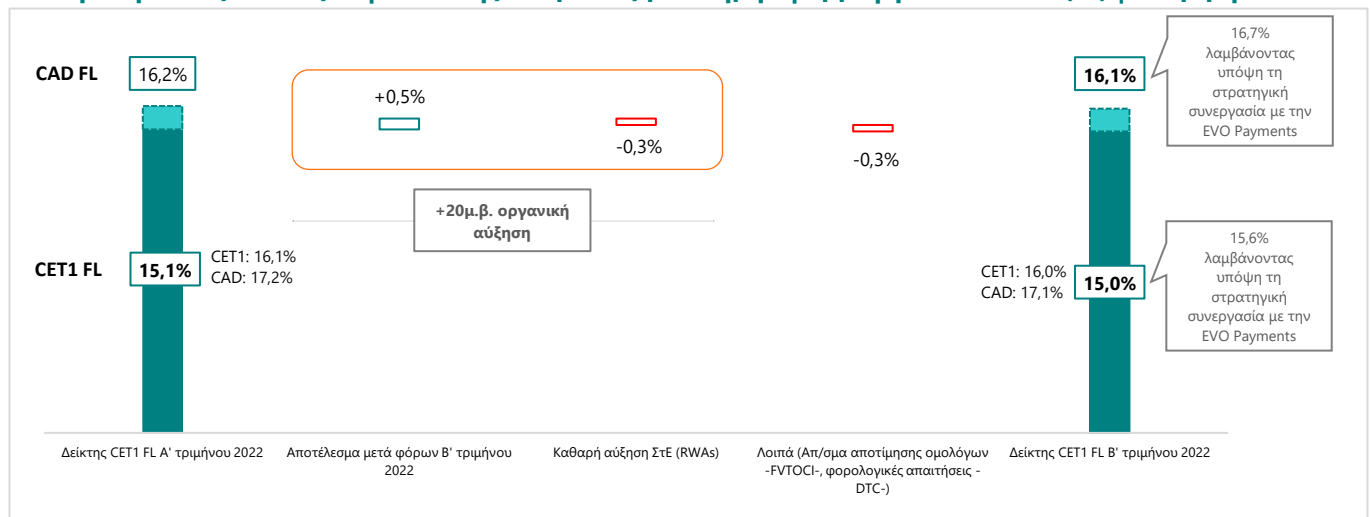 CAD FL
16,2%
+0,5%
-0,3%
-0,3%
16,1%
16,7%
λαμβάνοντας
υπόψη τη
στρατηγική
συνεργασία με την
EVO Payments
+20μ.β. οργανική
αύξηση
CET1 FL
15,1%
CET1: 16,1%
CAD: 17,2%
CET1: 16,0%
CAD: 17,1%
15,0%
15,6%
λαμβάνοντας
υπόψη τη
στρατηγική
συνεργασία με την
EVO Payments
Δείκτης CET1 FL Α' τριμήνου 2022
Αποτέλεσμα μετά φόρων Β' τριμήνου
2022
Καθαρή αύξηση ΣτΕ (RWAs)
Λοιπά (Απ/σμα αποτίμησης ομολόγων
-FVTOCI-, φορολογικές απαιτήσεις -
DTC-)
Δείκτης CET1 FL Β' τριμήνου 2022